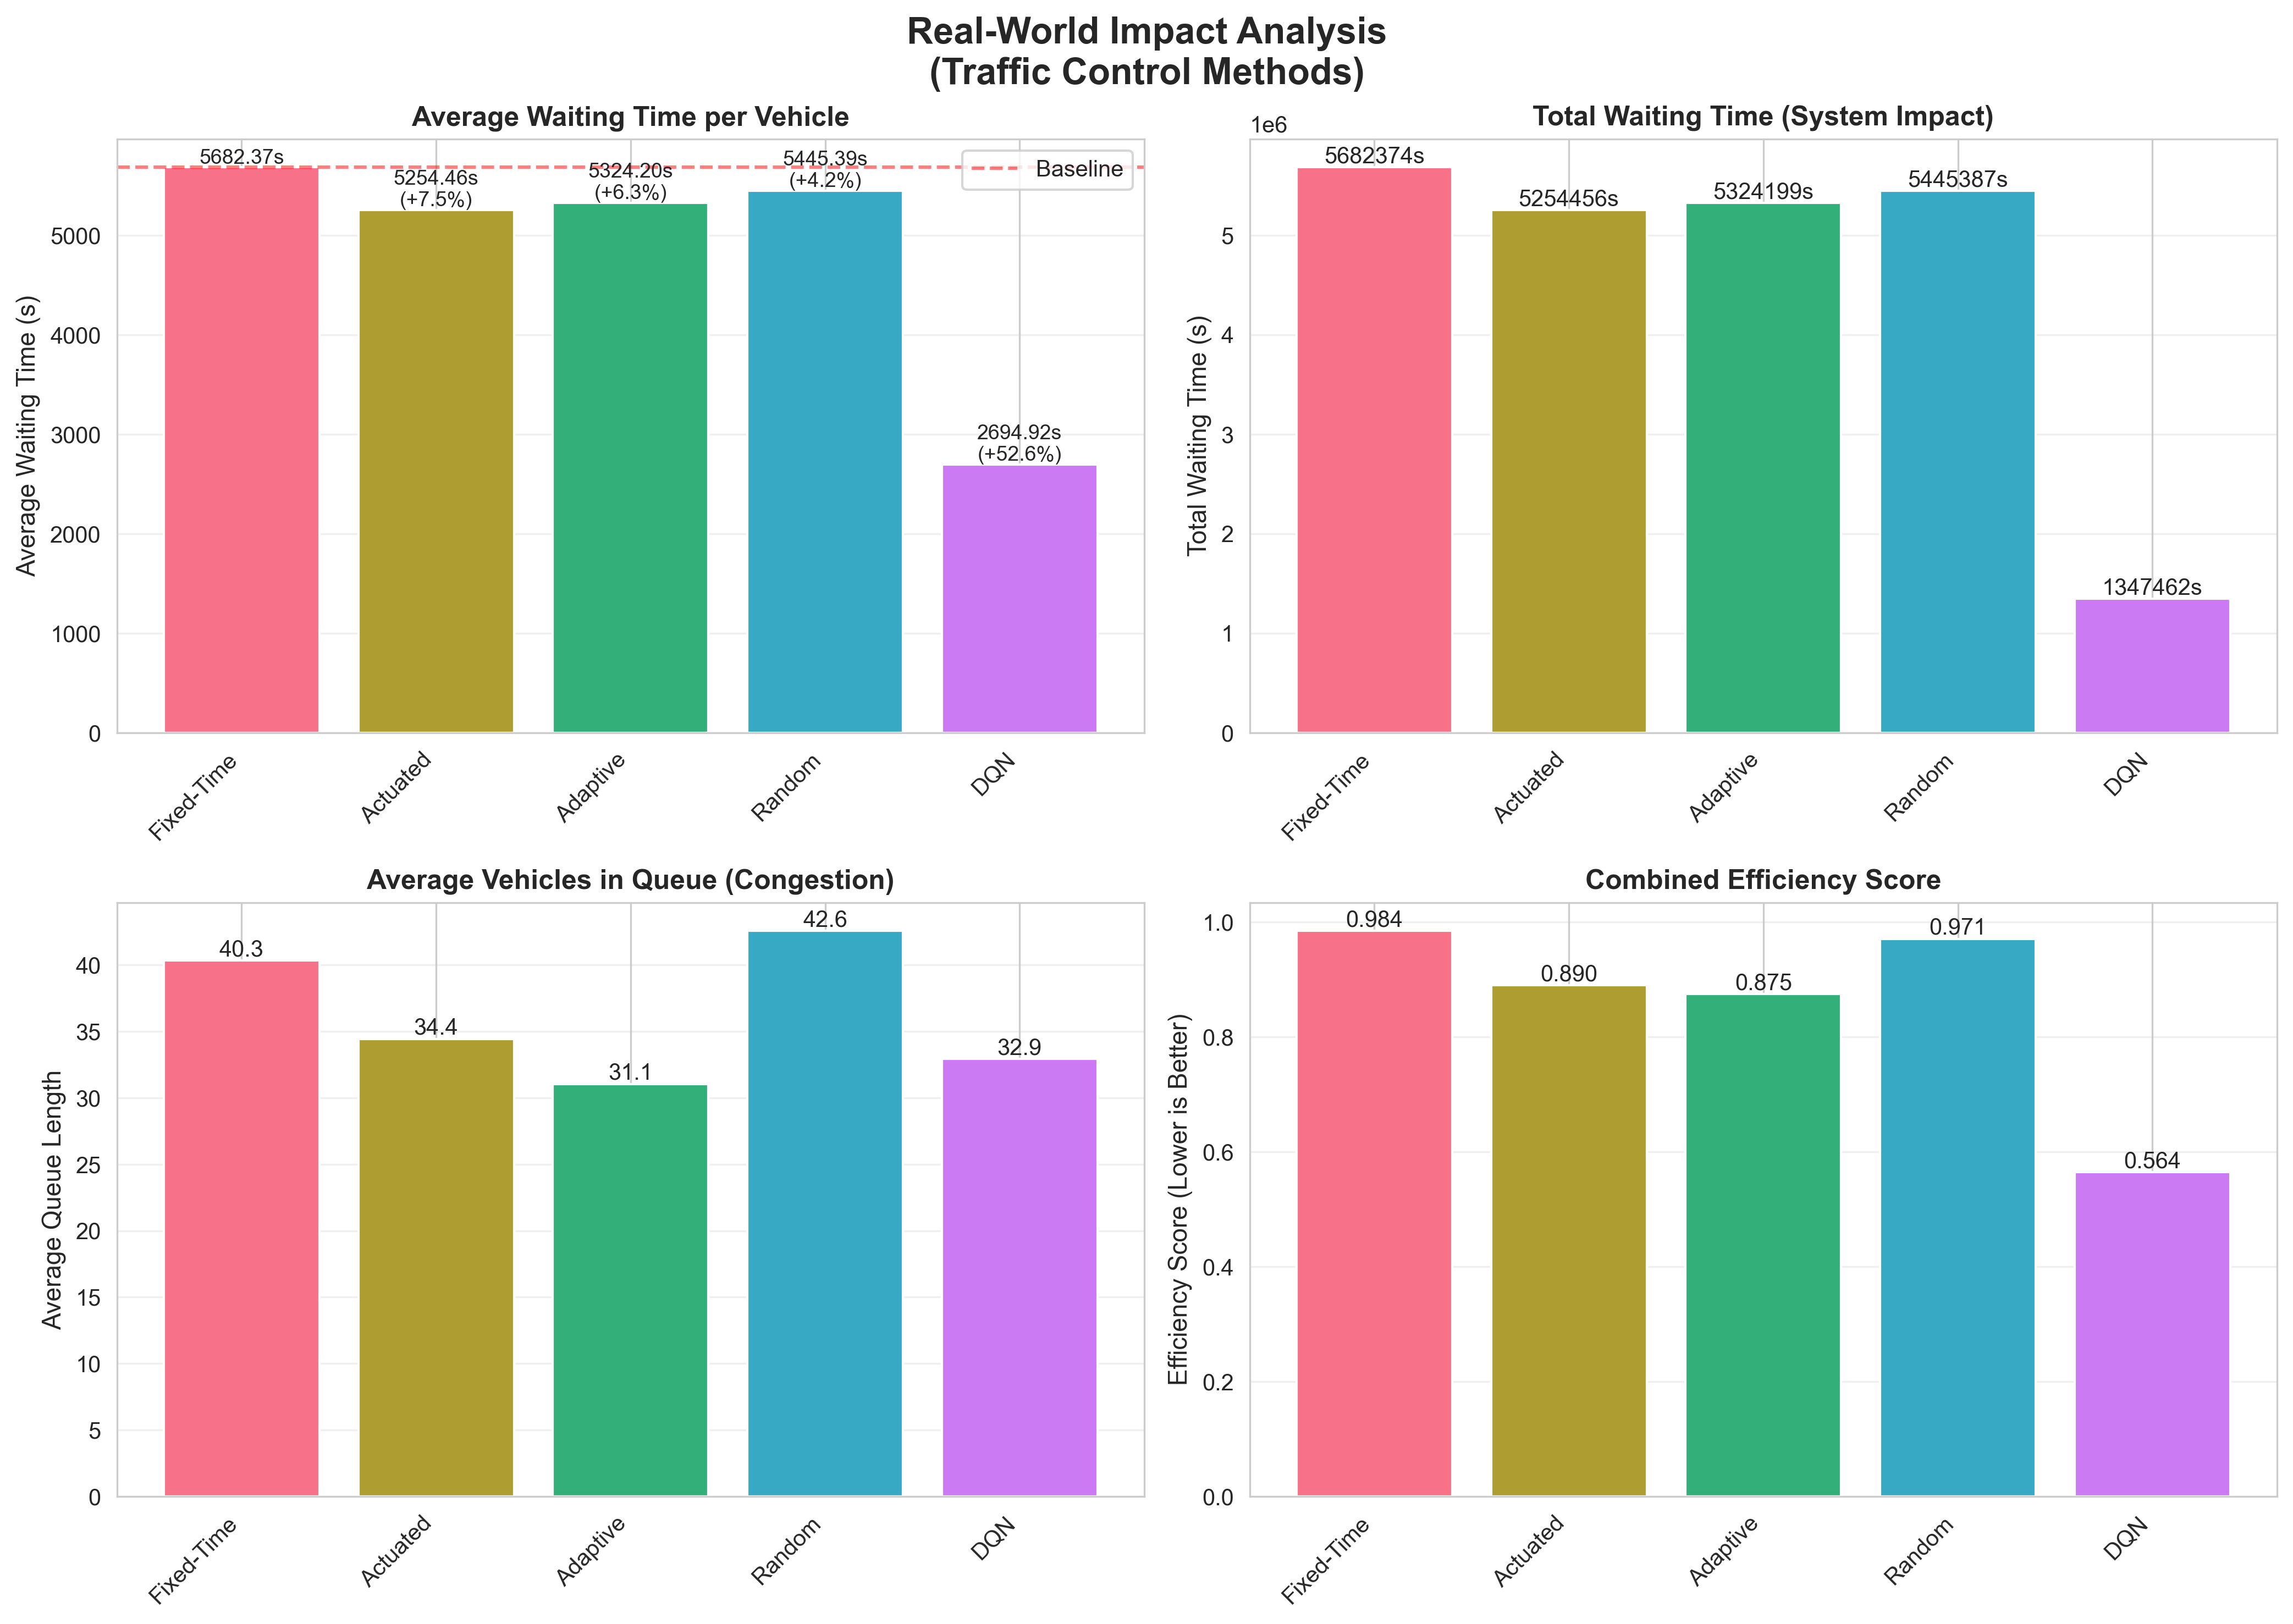 Real-World Impact Analysis
(Traffic Control Methods)
Average Waiting Time per Vehicle
Average Waiting Time (s)
5000
4000
3000
2000
1000
0
5682.37s
5254.46s
(+7.5%)
5324.20s
(+6.3%)
5445.39s
(+4.2%)
2694.92s
(+52.6%)
Baseline
Fixed-Time
Actuated
Adaptive
Random
DQN
Total Waiting Time (System Impact)
1e6
Total Waiting Time (s)
5
4
3
2
1
0
5682374s
5254456s
5324199s
5445387s
1347462s
Fixed-Time
Actuated
Adaptive
Random
DQN
Average Vehicles in Queue (Congestion)
Average Queue Length
40
35
30
25
20
15
10
5
0
40.3
34.4
31.1
42.6
32.9
Fixed-Time
Actuated
Adaptive
Random
DQN
Combined Efficiency Score
Efficiency Score (Lower is Better)
1.0
0.8
0.6
0.4
0.2
0.0
0.984
0.890
0.875
0.971
0.564
Fixed-Time
Actuated
Adaptive
Random
DQN